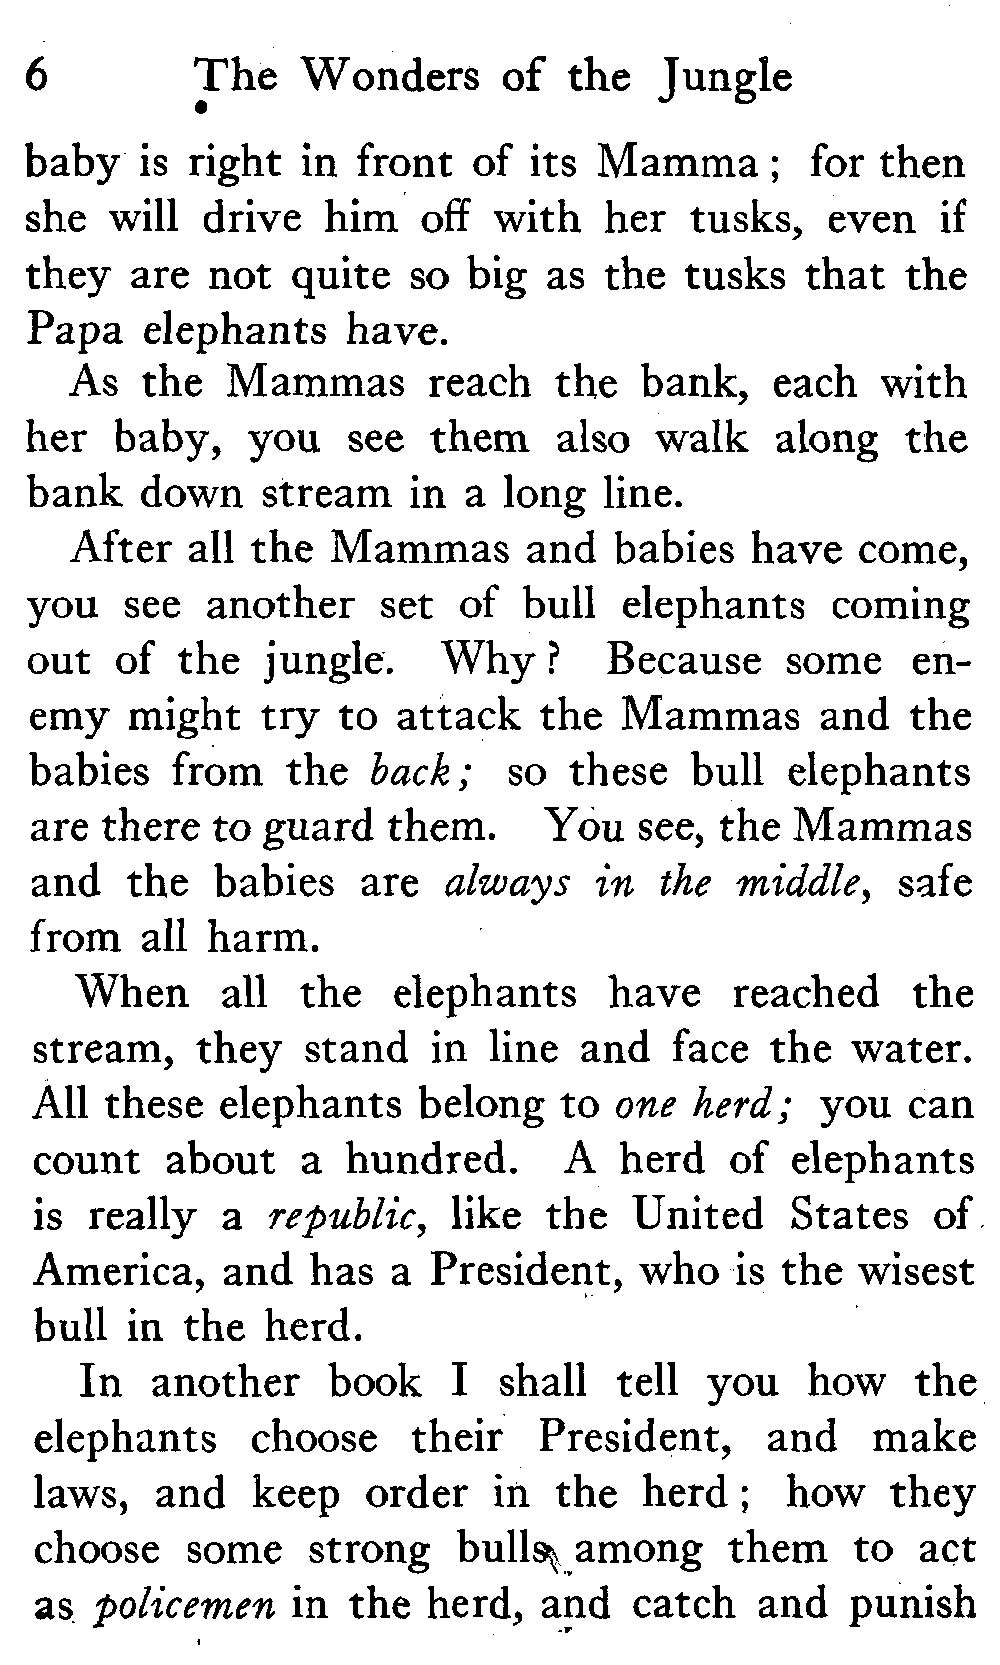 6 The Wonders of the Jungle
baby is right in front of its Mamma ; for then
she will drive him off with her tusks, even if
they are not quite so big as the tusks that the
Papa elephants have.
As the Mammas reach the bank, each with
her baby, you see them also walk along the
bank down stream in a long line.
After all the Mammas and babies have come,
you see another set of bull elephants coming
out of the jungle. Why ? Because some en-
emy might try to attack the Mammas and the
babies from the back ; so these bull elephants
are there to guard them. You see, the Mammas
and the babies are always in the middle, safe
from all harm.
When all the elephants have reached the
stream, they stand in line and face the water.
All these elephants belong to one herd ; you can
count about a hundred. A herd of elephants
is really a republic, like the United States of
America, and has a President, who is the wisest
bull in the herd.
In another book I shall tell you how the
elephants choose their President, and make
laws, and keep order in the herd ; how they
choose some strong bulls among them to act
as policemen in the herd, and catch and punish